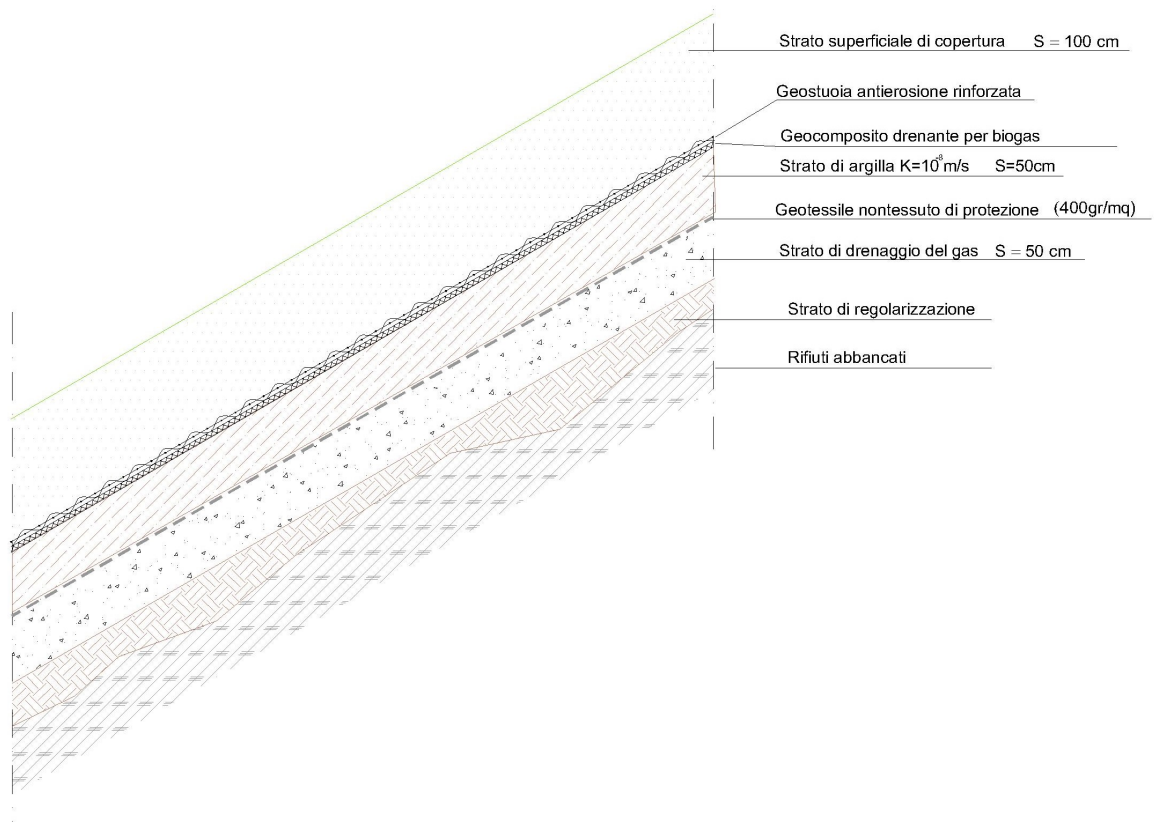 Strato superficiale di copertura S = 100 cm
Geostuoia antierosione rinforzata
Geocomposito drenante per biogas
Strato di argilla K=10⁻⁸ m/s S=50cm
Geotessile nontessuto di protezione (400gr/mq)
Strato di drenaggio del gas S = 50 cm
Strato di regolarizzazione
Rifiuti abbancati